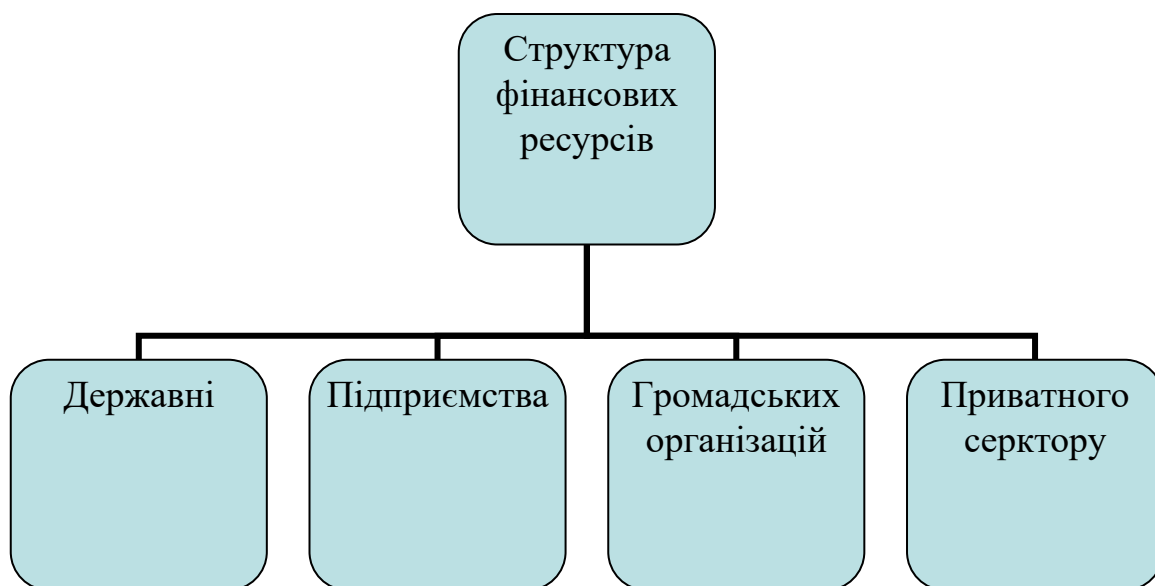 Структура
фінансових
ресурсів
Державні
Підприємства
Громадських
організацій
Приватного
серктору